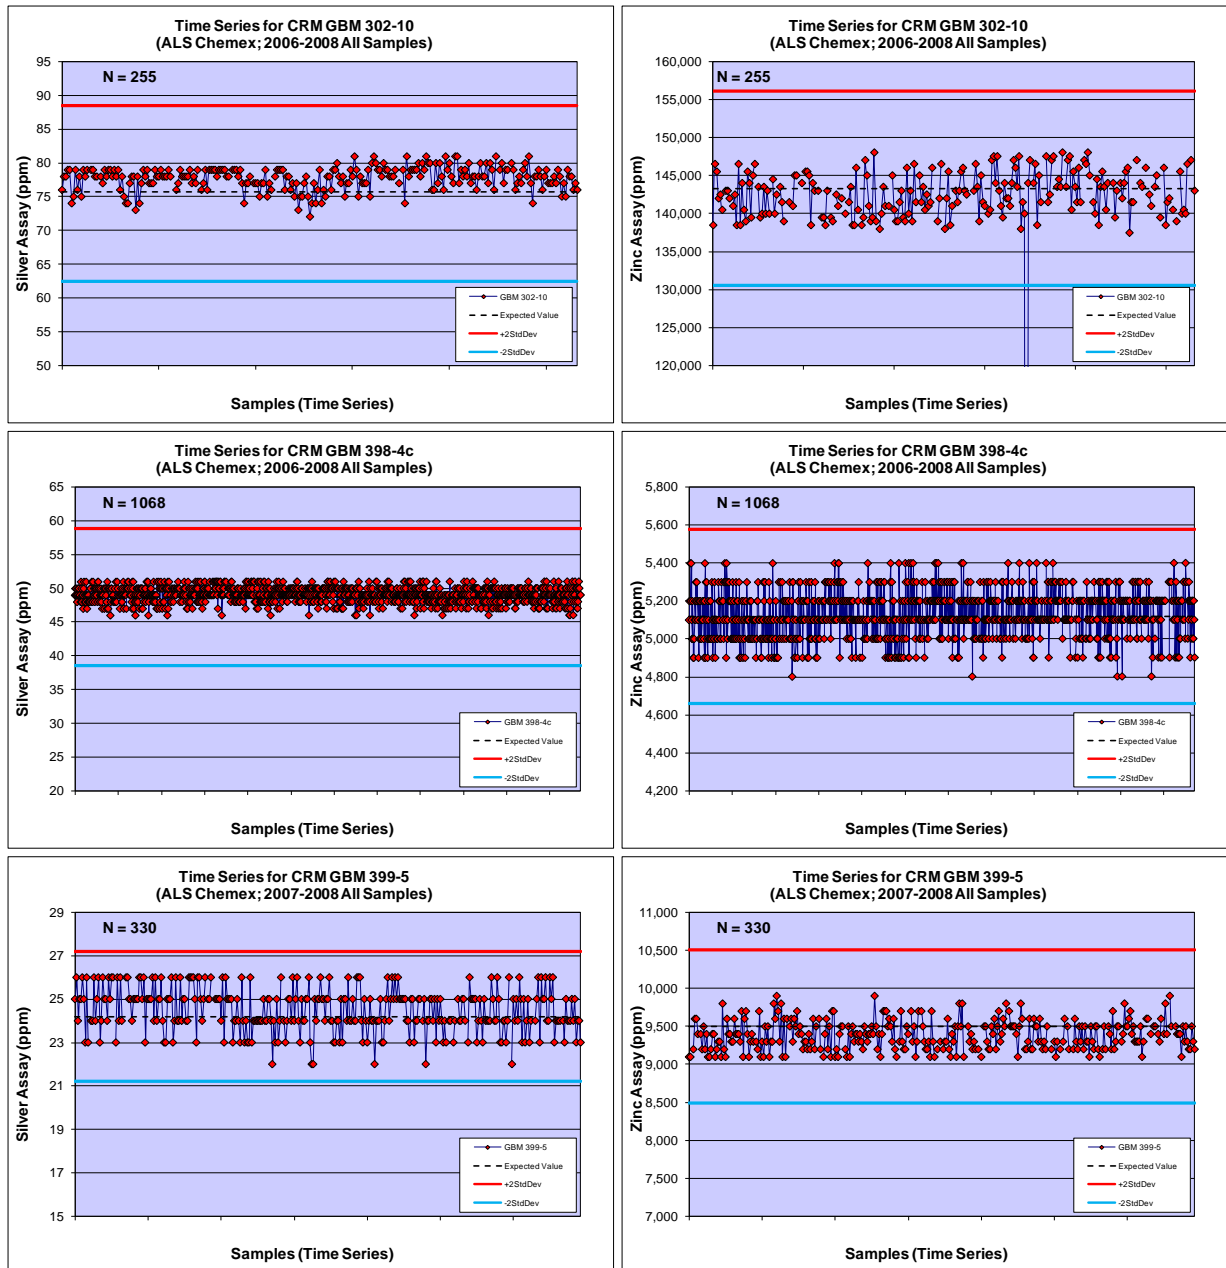 Time Series for CRM GBM 302-10
(ALS Chemex; 2006-2008 All Samples)
N = 255
Silver Assay (ppm)
95
90
85
80
75
70
65
60
55
50
GBM 302-10
Expected Value
+2StdDev
-2StdDev
Samples (Time Series)
Time Series for CRM GBM 302-10
(ALS Chemex; 2006-2008 All Samples)
N = 255
Zinc Assay (ppm)
160,000
155,000
150,000
145,000
140,000
135,000
130,000
125,000
120,000
GBM 302-10
Expected Value
+2StdDev
-2StdDev
Samples (Time Series)
Time Series for CRM GBM 398-4c
(ALS Chemex; 2006-2008 All Samples)
N = 1068
Silver Assay (ppm)
65
60
55
50
45
40
35
30
25
20
GBM 398-4c
Expected Value
+2StdDev
-2StdDev
Samples (Time Series)
Time Series for CRM GBM 398-4c
(ALS Chemex; 2006-2008 All Samples)
N = 1068
Zinc Assay (ppm)
5,800
5,600
5,400
5,200
5,000
4,800
4,600
4,400
4,200
GBM 398-4c
Expected Value
+2StdDev
-2StdDev
Samples (Time Series)
Time Series for CRM GBM 399-5
(ALS Chemex; 2007-2008 All Samples)
N = 330
Silver Assay (ppm)
29
27
25
23
21
19
17
15
GBM 399-5
Expected Value
+2StdDev
-2StdDev
Samples (Time Series)
Time Series for CRM GBM 399-5
(ALS Chemex; 2007-2008 All Samples)
N = 330
Zinc Assay (ppm)
11,000
10,500
10,000
9,500
9,000
8,500
8,000
7,500
7,000
GBM 399-5
Expected Value
+2StdDev
-2StdDev
Samples (Time Series)